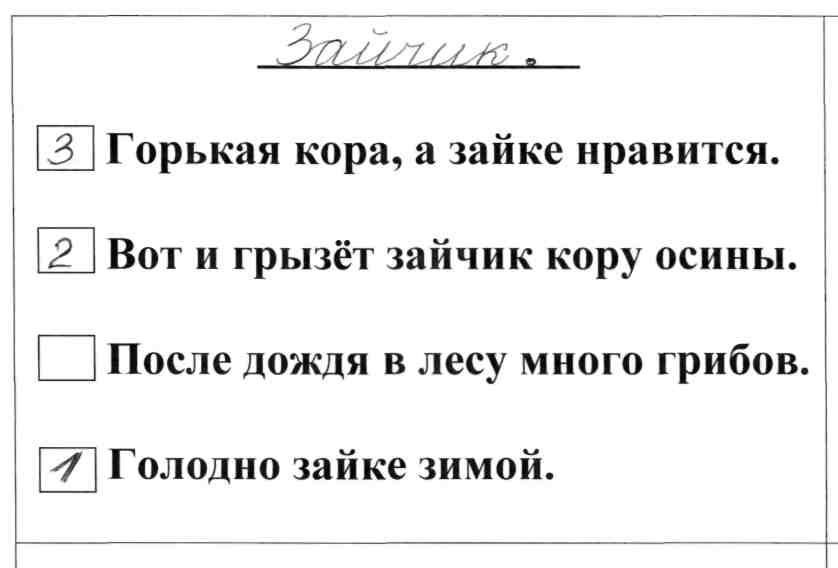 Зайчик.
3 Горькая кора, а зайке нравится.
2 Вот и грызёт зайчик кору осины.
После дождя в лесу много грибов.
1 Голодно зайке зимой.